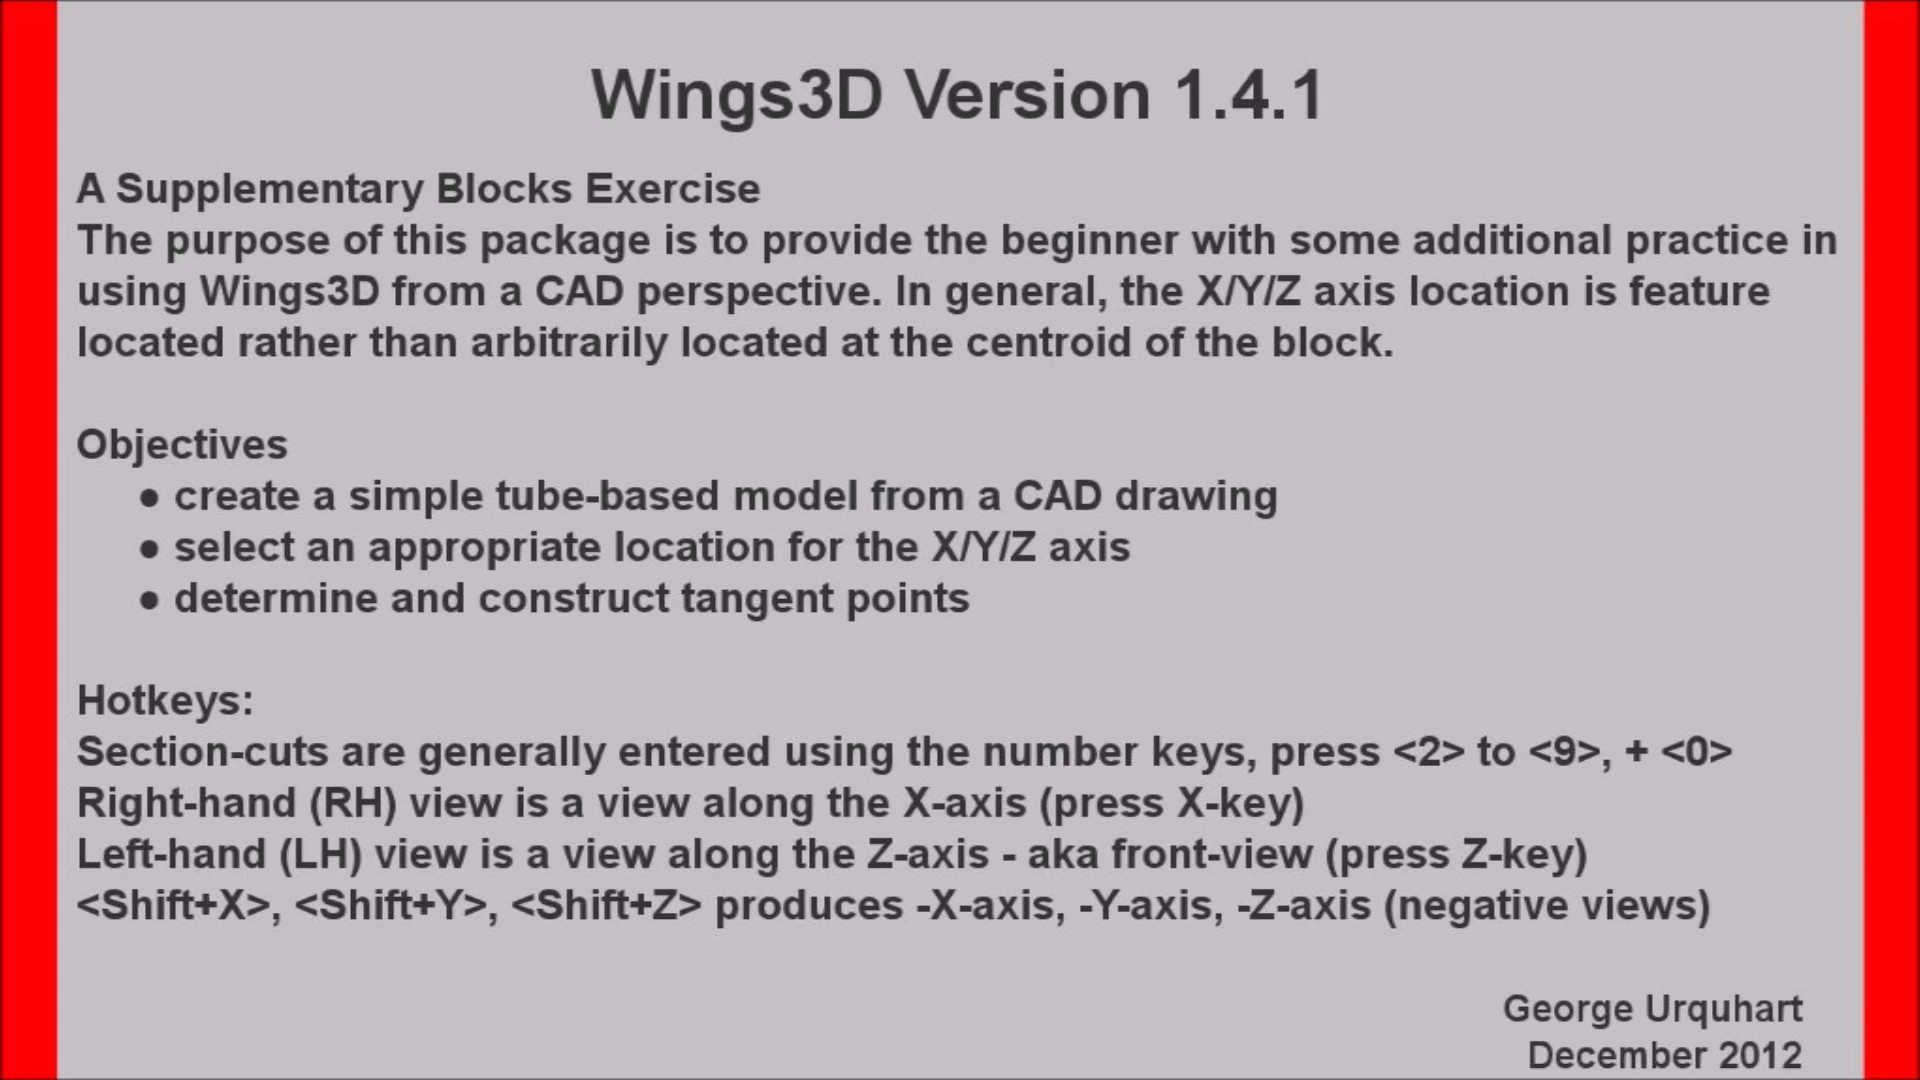 Wings3D Version 1.4.1
A Supplementary Blocks Exercise
The purpose of this package is to provide the beginner with some additional practice in
using Wings3D from a CAD perspective. In general, the X/Y/Z axis location is feature
located rather than arbitrarily located at the centroid of the block.
Objectives
● create a simple tube-based model from a CAD drawing
● select an appropriate location for the X/Y/Z axis
● determine and construct tangent points
Hotkeys:
Section-cuts are generally entered using the number keys, press <2> to <9>, + <0>
Right-hand (RH) view is a view along the X-axis (press X-key)
Left-hand (LH) view is a view along the Z-axis - aka front-view (press Z-key)
<Shift+X>, <Shift+Y>, <Shift+Z> produces -X-axis, -Y-axis, -Z-axis (negative views)
George Urquhart
December 2012